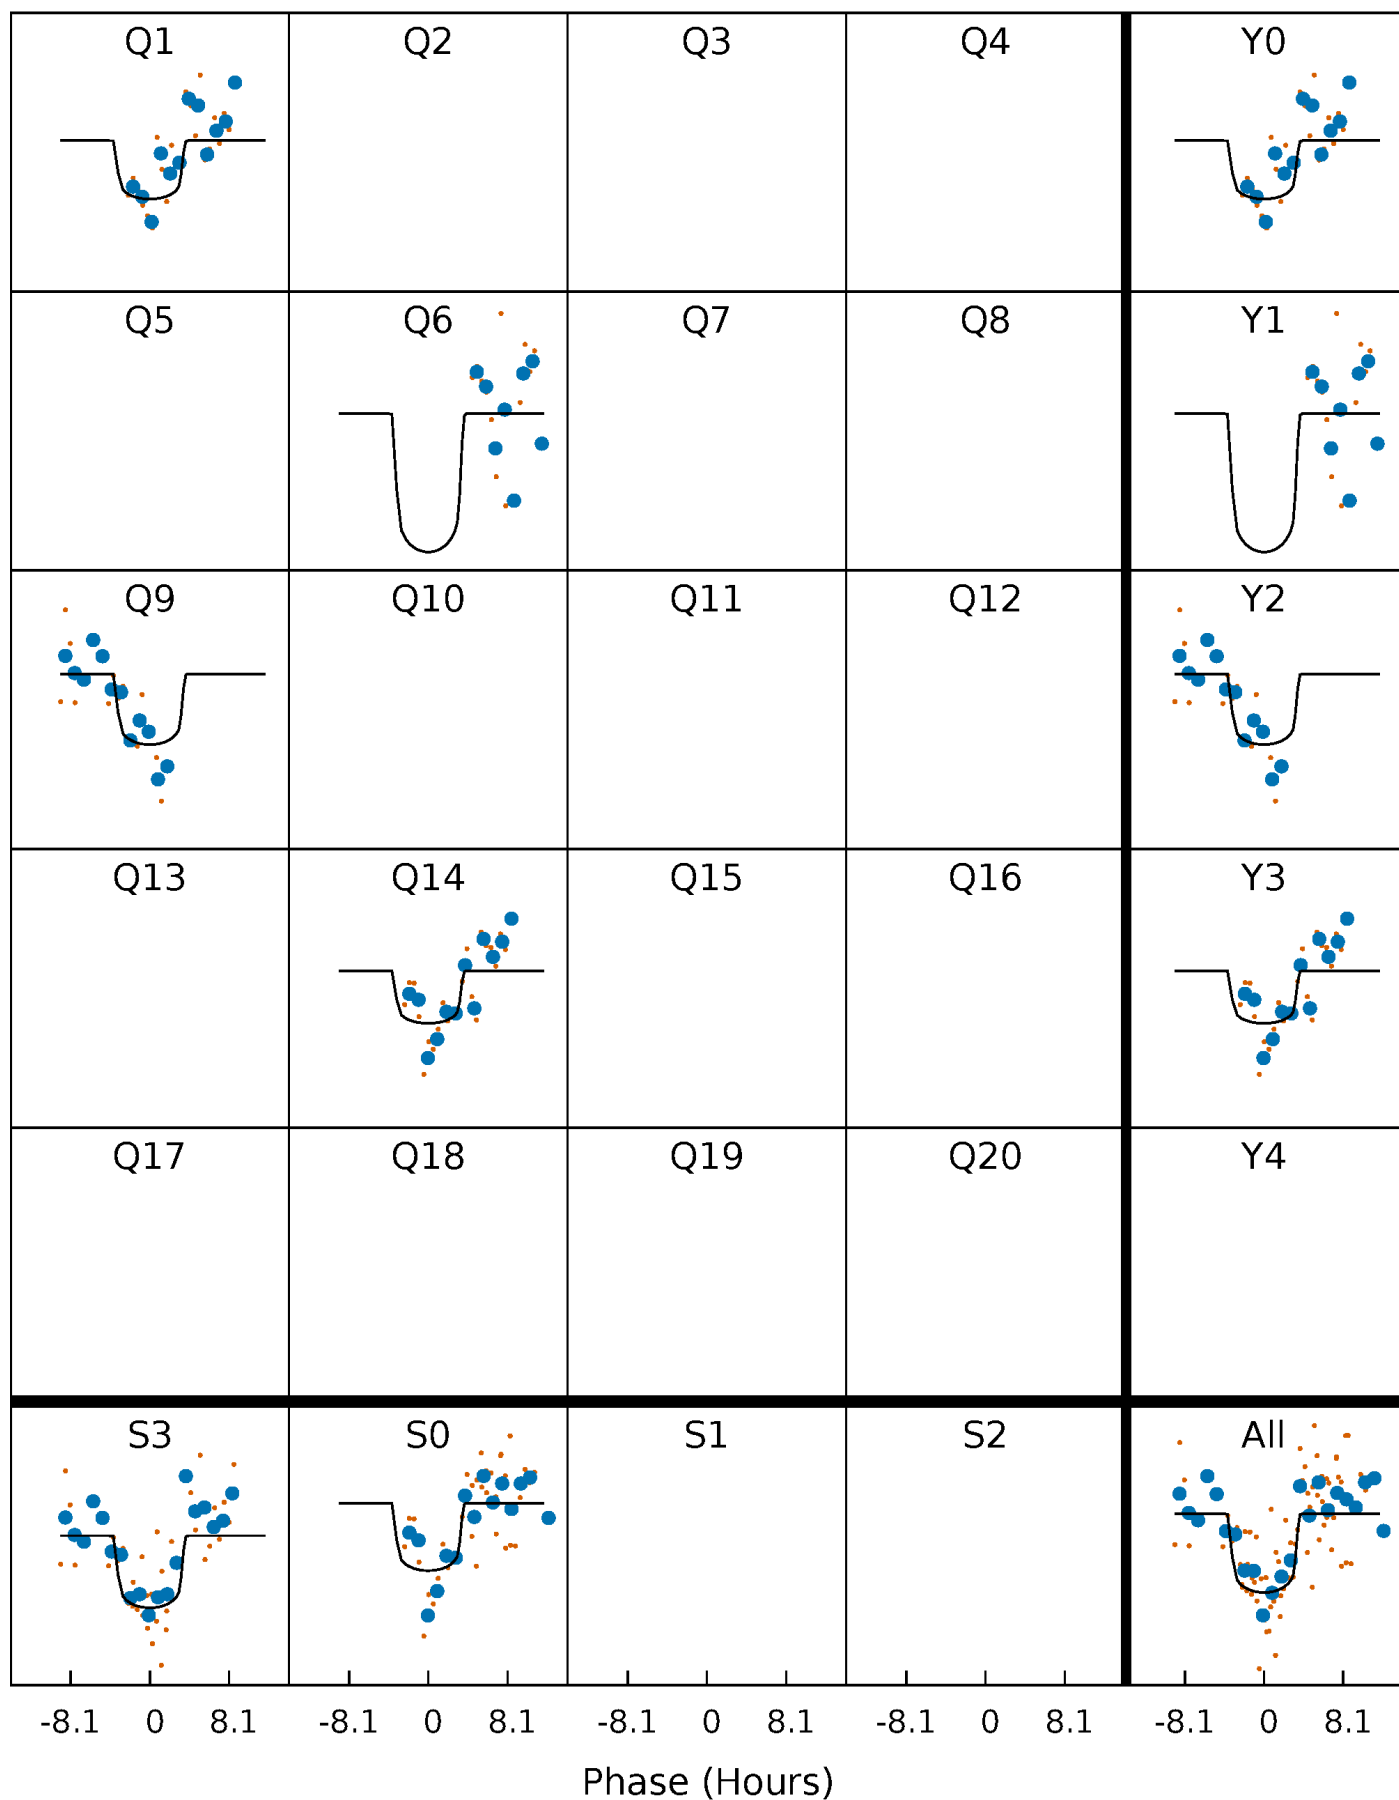 Q1 Q2 Q3 Q4 Y0
Q5 Q6 Q7 Q8 Y1
Q9 Q10 Q11 Q12 Y2
Q13 Q14 Q15 Q16 Y3
Q17 Q18 Q19 Q20 Y4
S3 S0 S1 S2 All
-8.1 0 8.1 -8.1 0 8.1 -8.1 0 8.1 -8.1 0 8.1 -8.1 0 8.1
Phase (Hours)